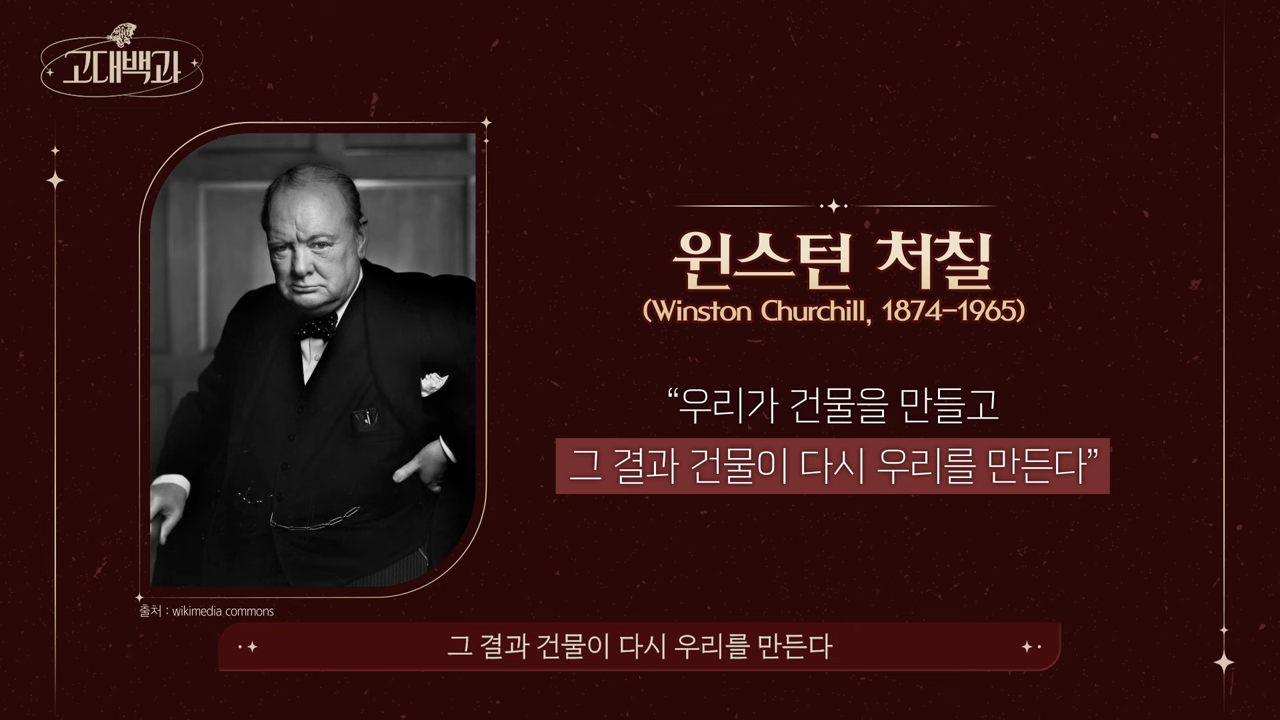 고대백과
윈스턴 처칠
(Winston Churchill, 1874-1965)
“우리가 건물을 만들고
그 결과 건물이 다시 우리를 만든다”
출처 : wikimedia commons
그 결과 건물이 다시 우리를 만든다